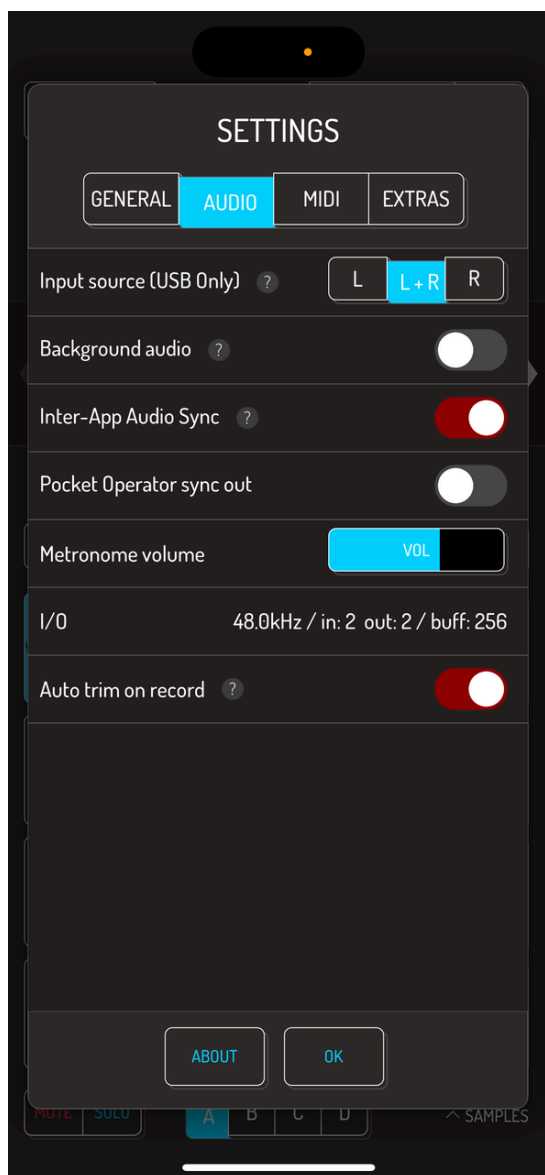 SETTINGS
GENERAL AUDIO MIDI EXTRAS
Input source (USB Only) ? L L + R R
Background audio ?
Inter-App Audio Sync ?
Pocket Operator sync out
Metronome volume VOL
I/O 48.0kHz / in: 2 out: 2 / buff: 256
Auto trim on record ?
ABOUT OK
MUTE SOLO A B C D SAMPLES